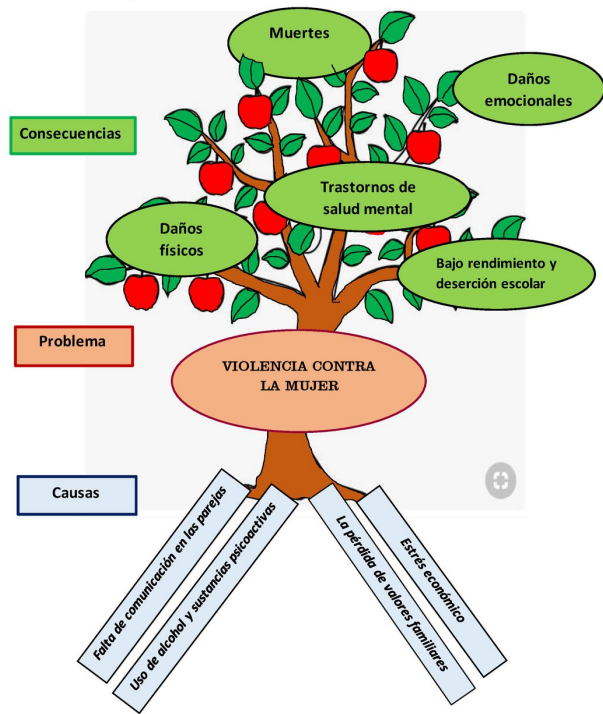 Muertes
Daños
emocionales
Consecuencias
Trastornos de
salud mental
Daños
físicos
Bajo rendimiento y
deserción escolar
Problema
VIOLENCIA CONTRA
LA MUJER
Causas
Falta de comunicación en las parejas
Uso de alcohol y sustancias psicoactivas
La pérdida de valores familiares
Estrés económico